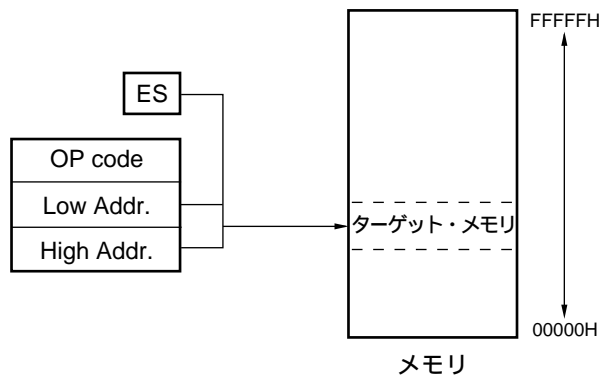 FFFFFH
ES
OP code
Low Addr.
High Addr.
ターゲット・メモリ
00000H
メモリ